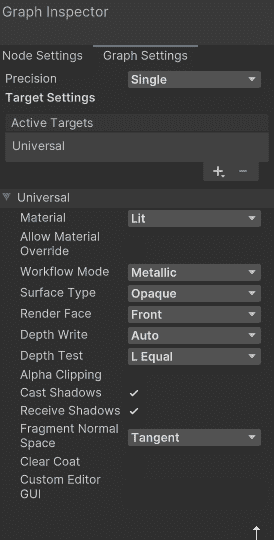 Graph Inspector
Node Settings Graph Settings
Precision Single
Target Settings
Active Targets
Universal
Universal
Material Lit
Allow Material
Override
Workflow Mode Metallic
Surface Type Opaque
Render Face Front
Depth Write Auto
Depth Test L Equal
Alpha Clipping
Cast Shadows
Receive Shadows
Fragment Normal
Space Tangent
Clear Coat
Custom Editor
GUI